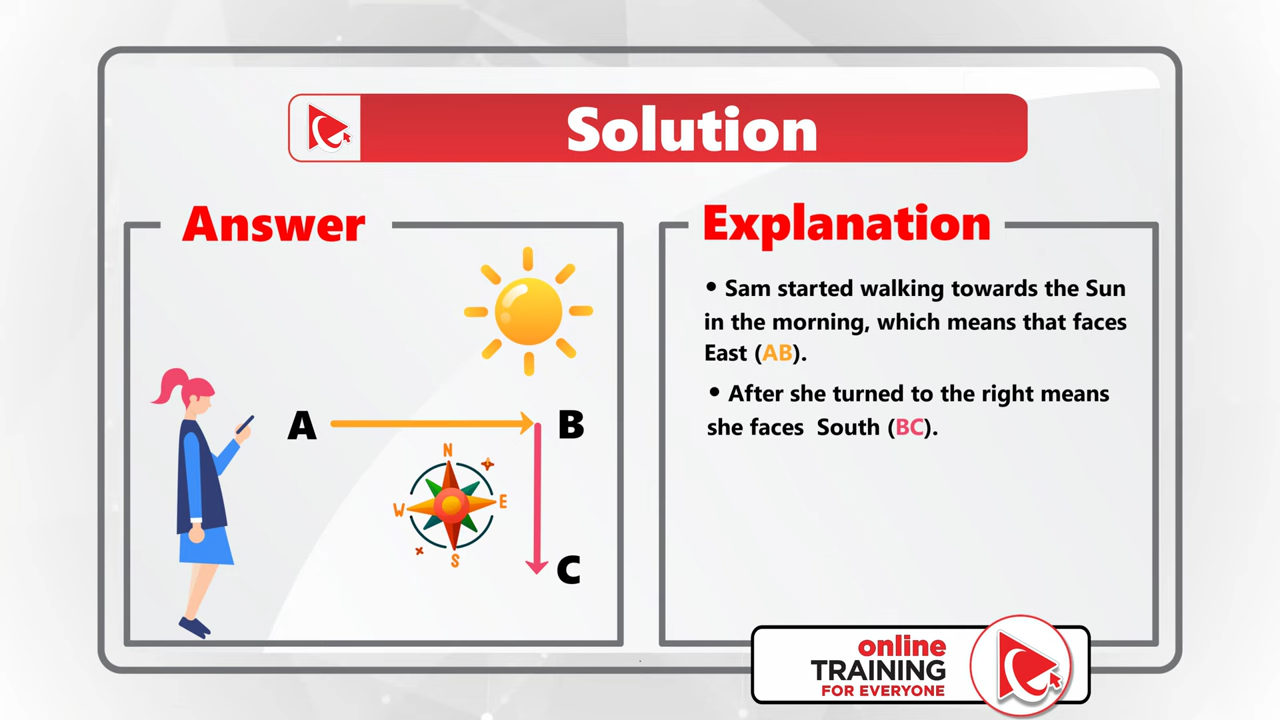 Solution
Answer
A
B
N
W
E
S
C
Explanation
• Sam started walking towards the Sun
in the morning, which means that faces
East (AB).
• After she turned to the right means
she faces South (BC).
online
TRAINING
FOR EVERYONE